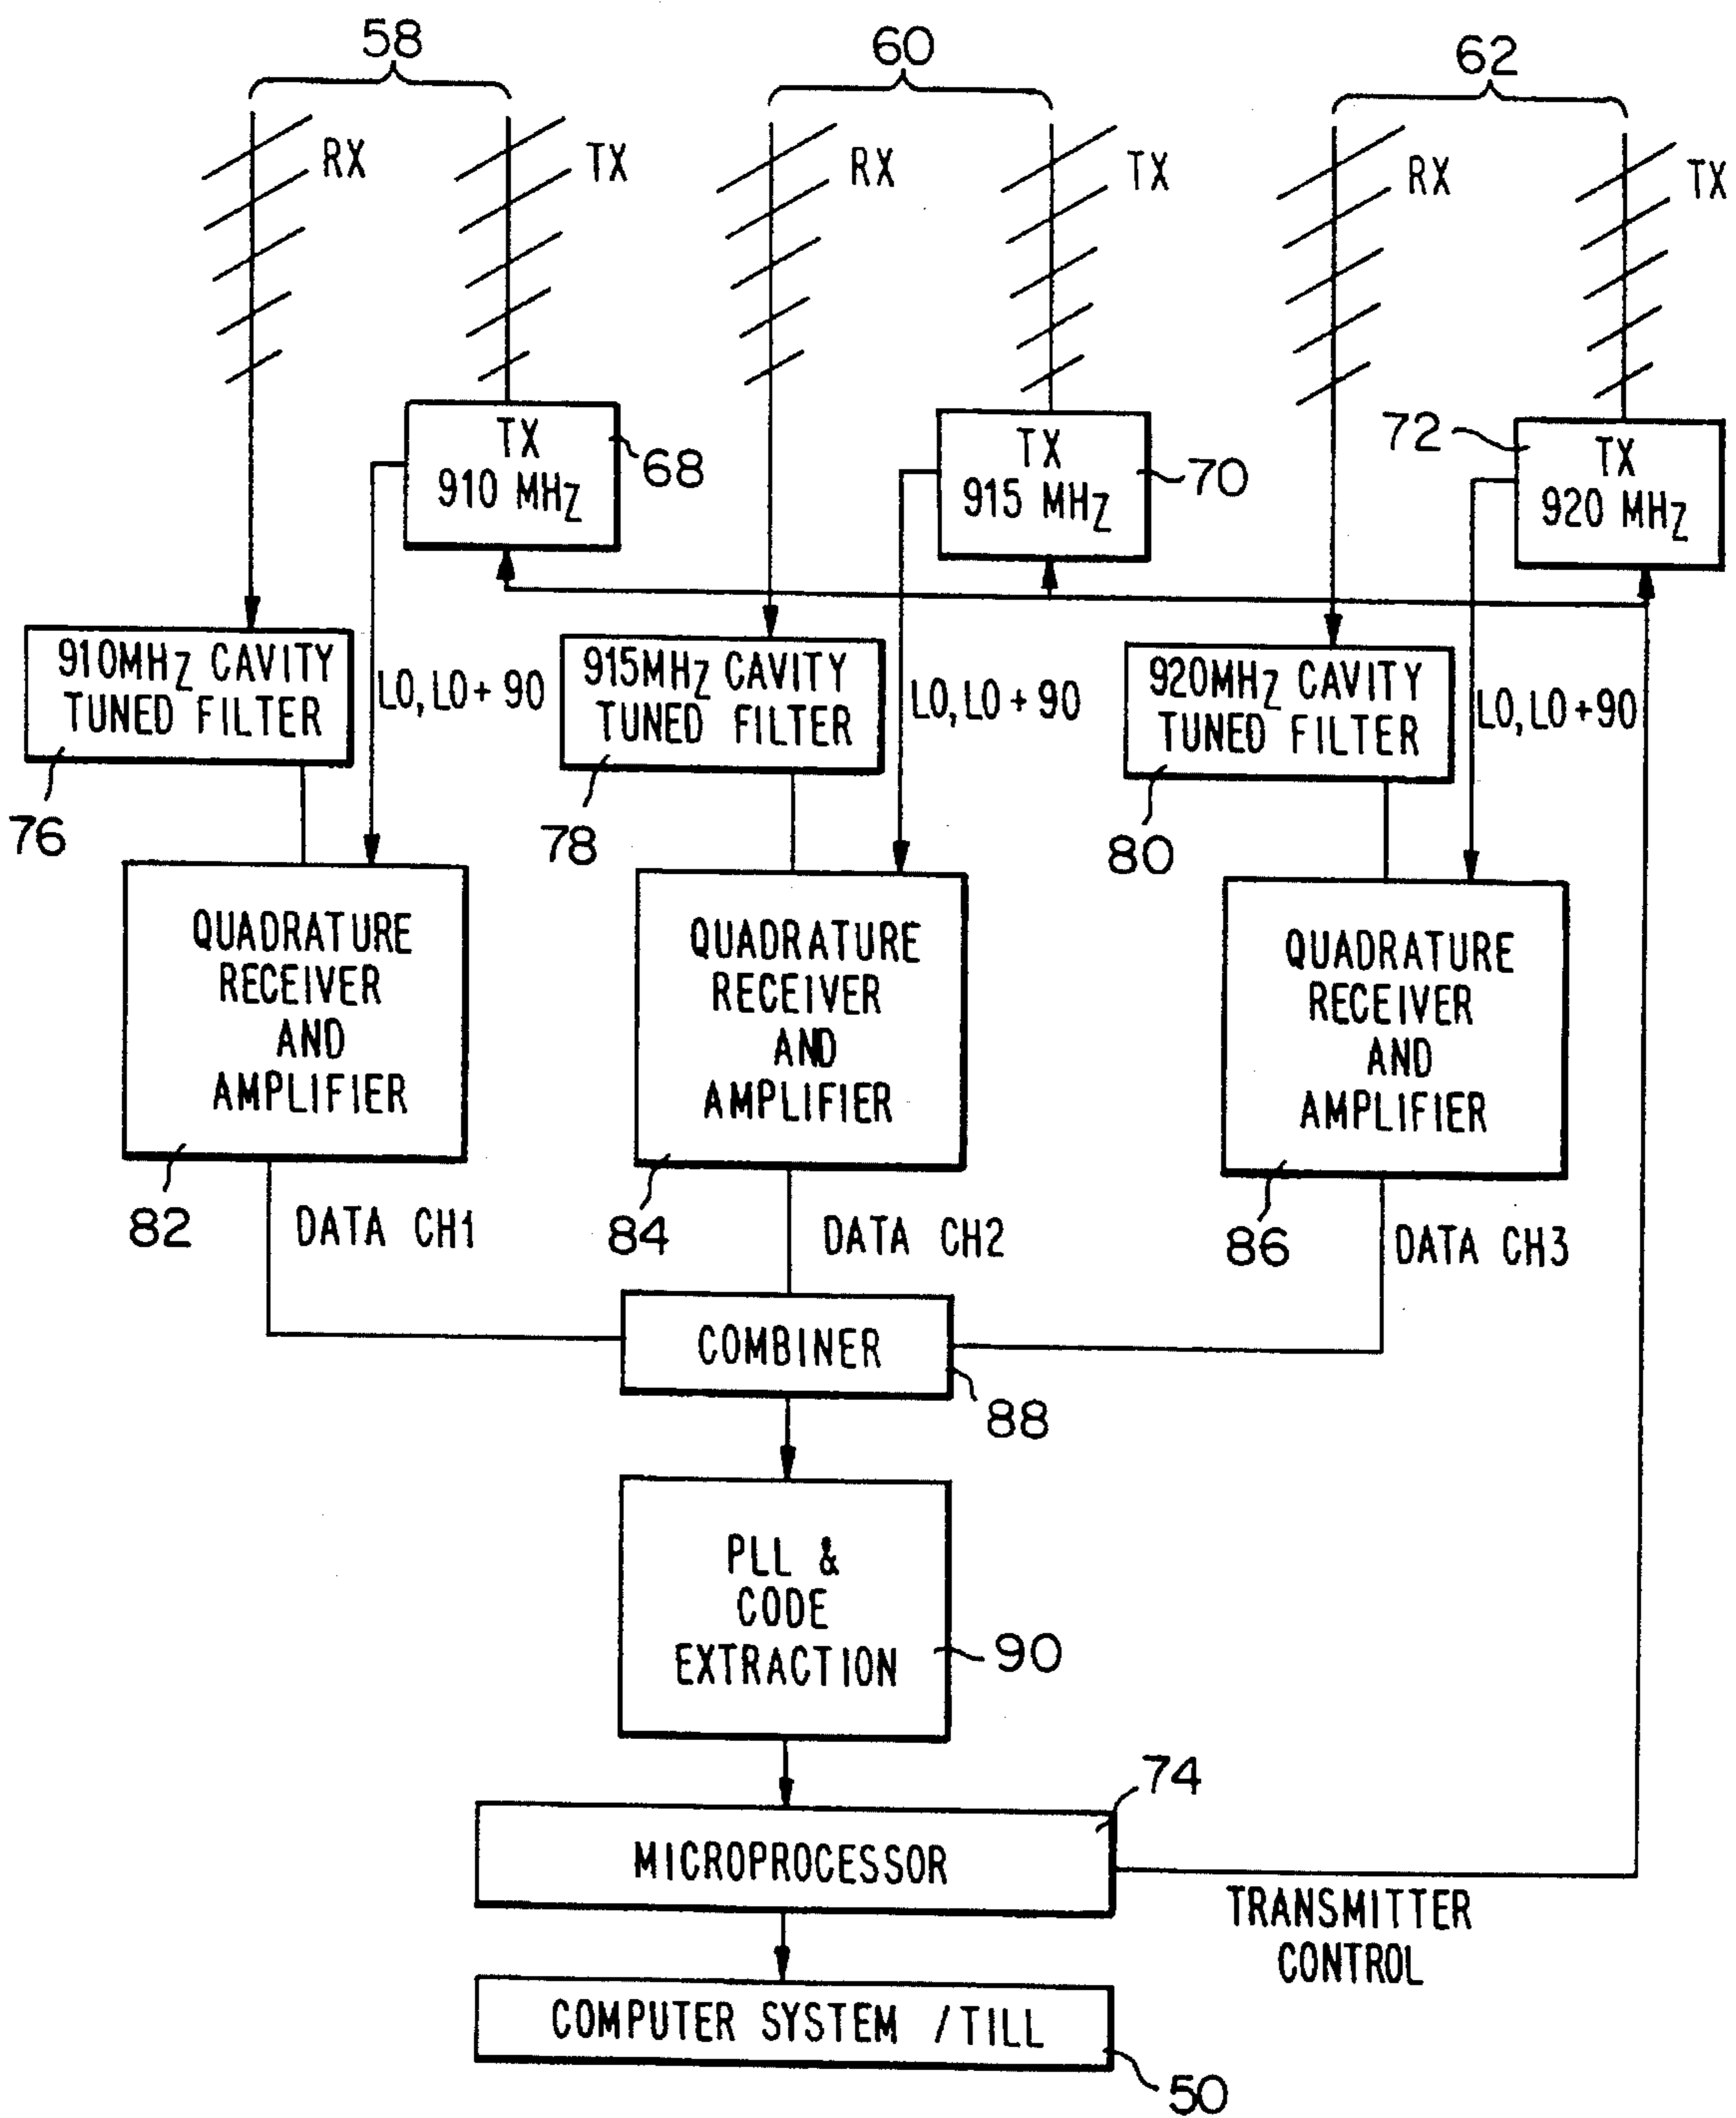 58
60
62
RX
TX
RX
TX
RX
TX
TX
910 MHZ
68
TX
915 MHZ
70
72
TX
920 MHZ
910MHZ CAVITY
TUNED FILTER
LO, LO + 90
915MHZ CAVITY
TUNED FILTER
LO, LO + 90
920MHZ CAVITY
TUNED FILTER
LO, LO +90
76
78
80
QUADRATURE
RECEIVER
AND
AMPLIFIER
QUADRATURE
RECEIVER
AND
AMPLIFIER
QUADRATURE
RECEIVER
AND
AMPLIFIER
82
DATA CH1
84
DATA CH2
86
DATA CH3
COMBINER
88
PLL &
CODE
EXTRACTION
90
74
MICROPROCESSOR
TRANSMITTER
CONTROL
COMPUTER SYSTEM / TILL
50